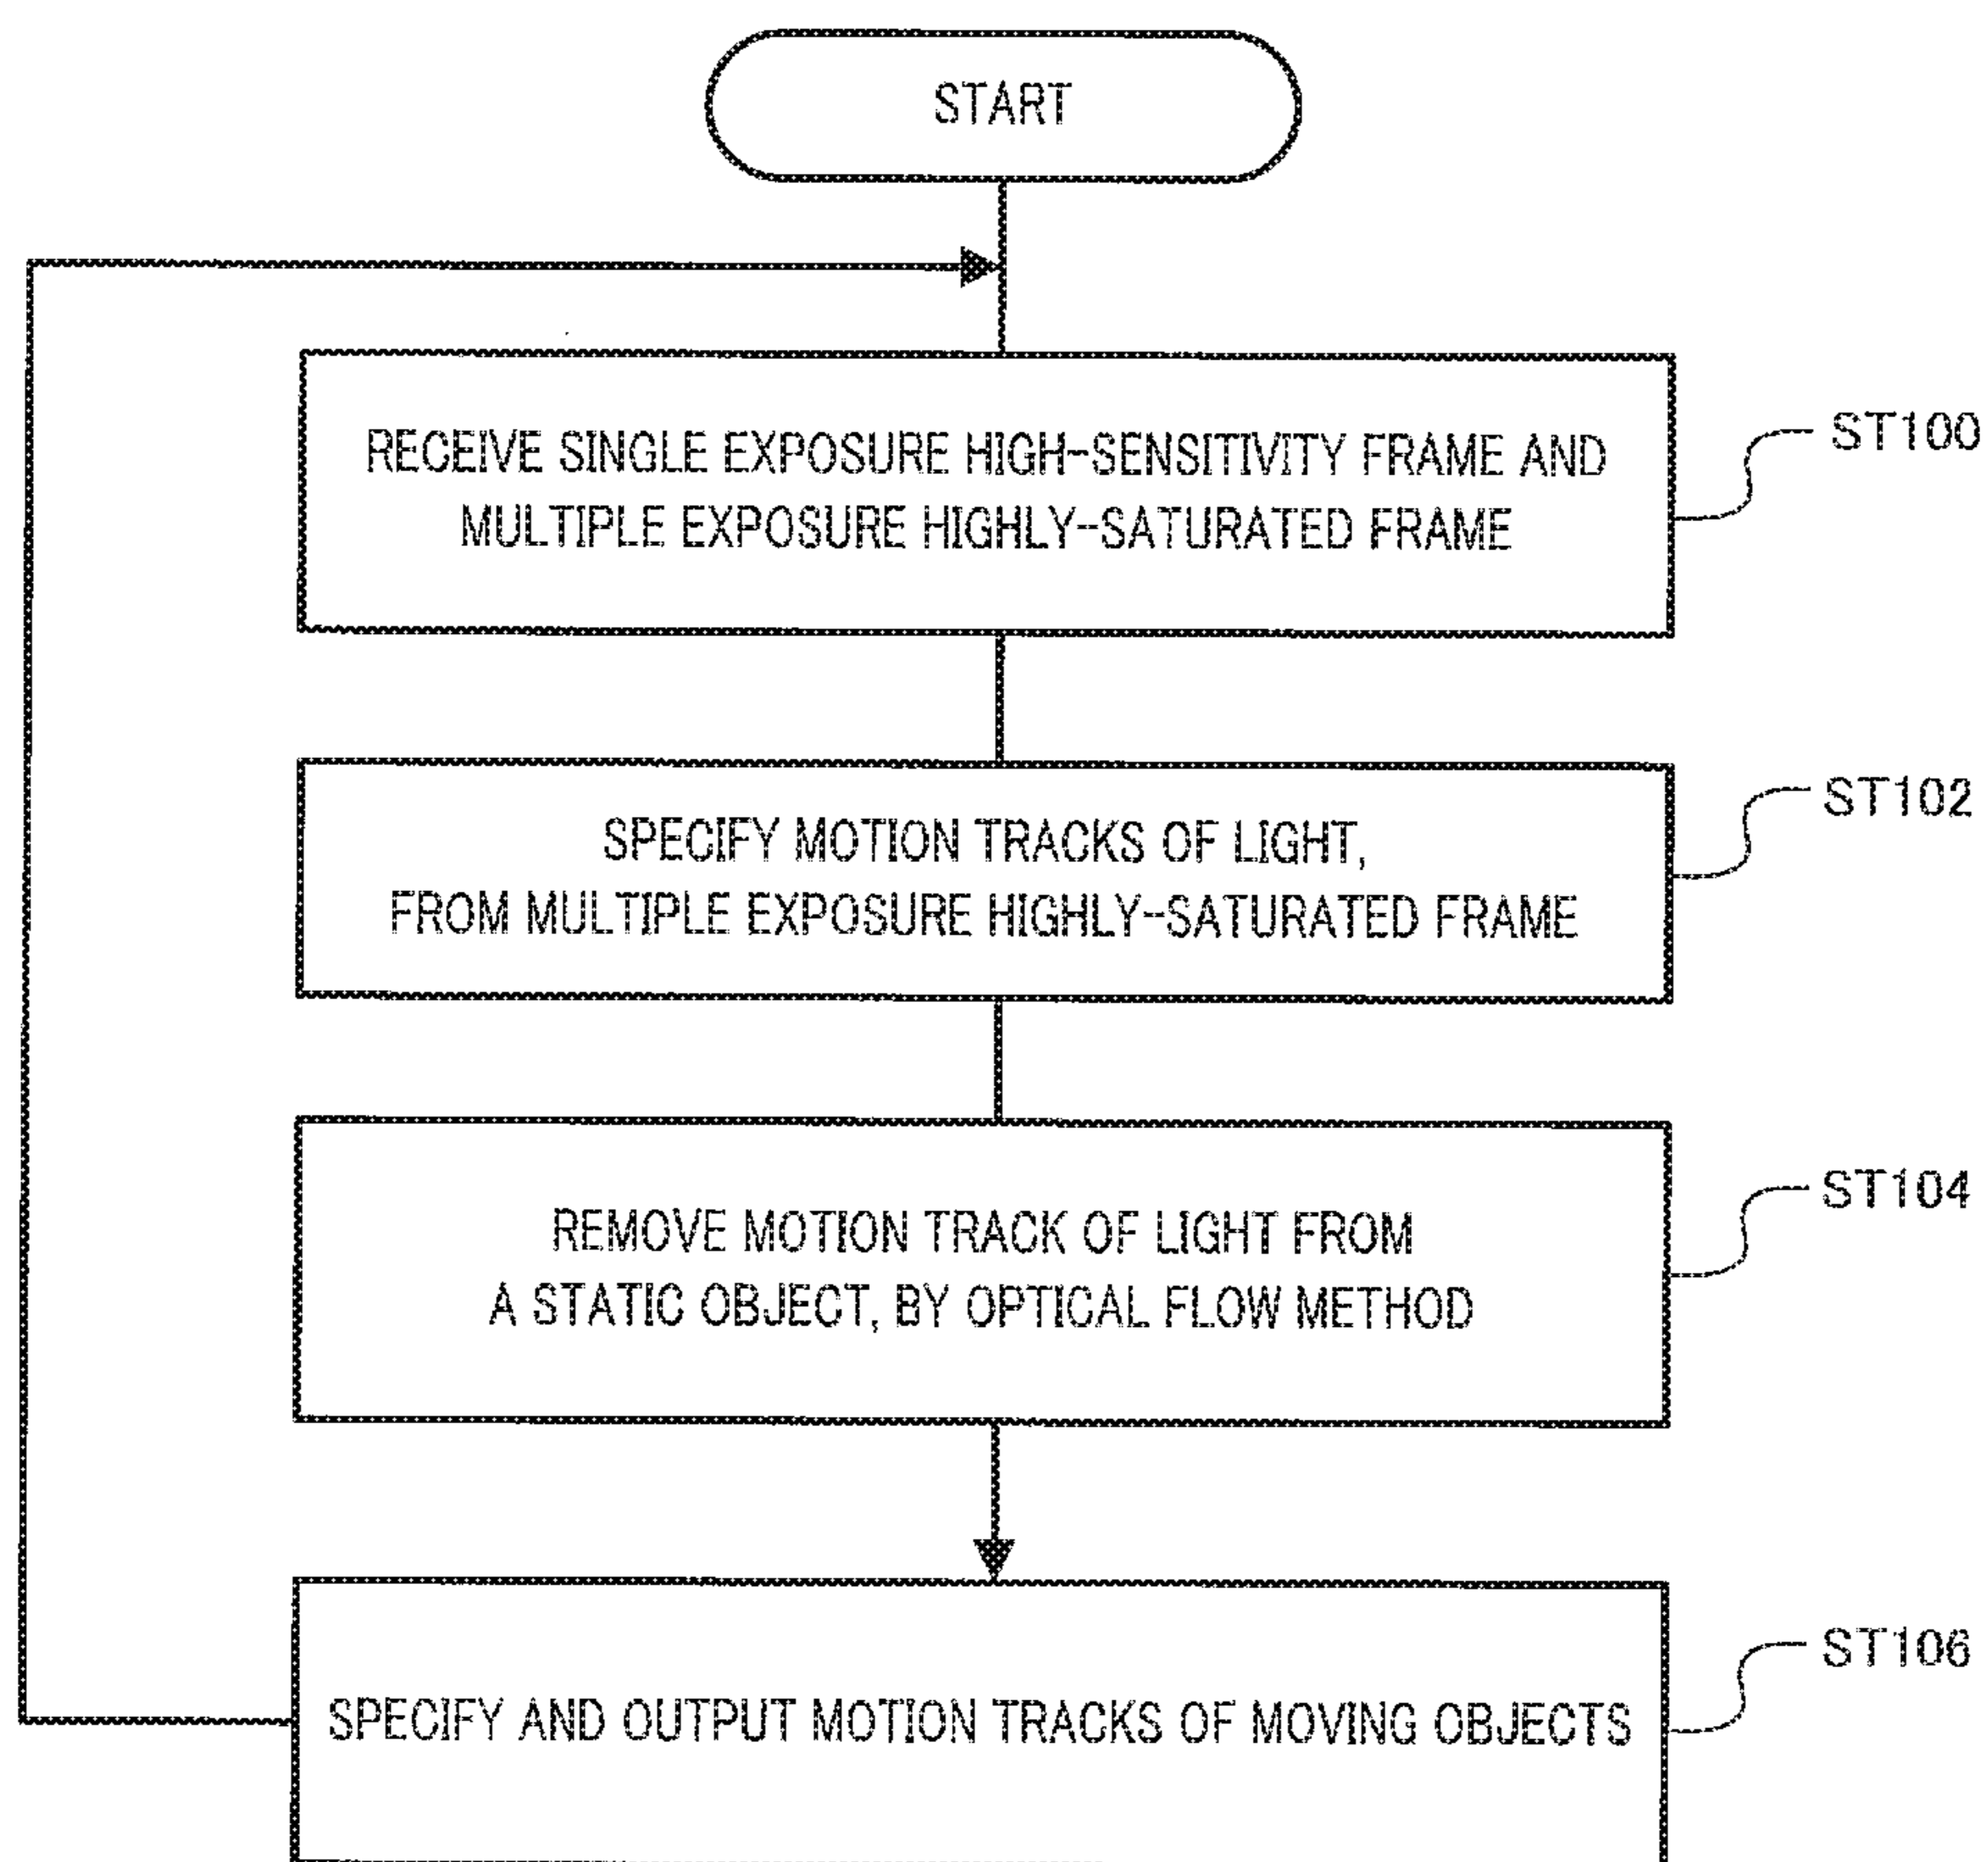 START
RECEIVE SINGLE EXPOSURE HIGH-SENSITIVITY FRAME AND
MULTIPLE EXPOSURE HIGHLY-SATURATED FRAME
ST100
SPECIFY MOTION TRACKS OF LIGHT,
FROM MULTIPLE EXPOSURE HIGHLY-SATURATED FRAME
ST102
REMOVE MOTION TRACK OF LIGHT FROM
A STATIC OBJECT, BY OPTICAL FLOW METHOD
ST104
SPECIFY AND OUTPUT MOTION TRACKS OF MOVING OBJECTS
ST106